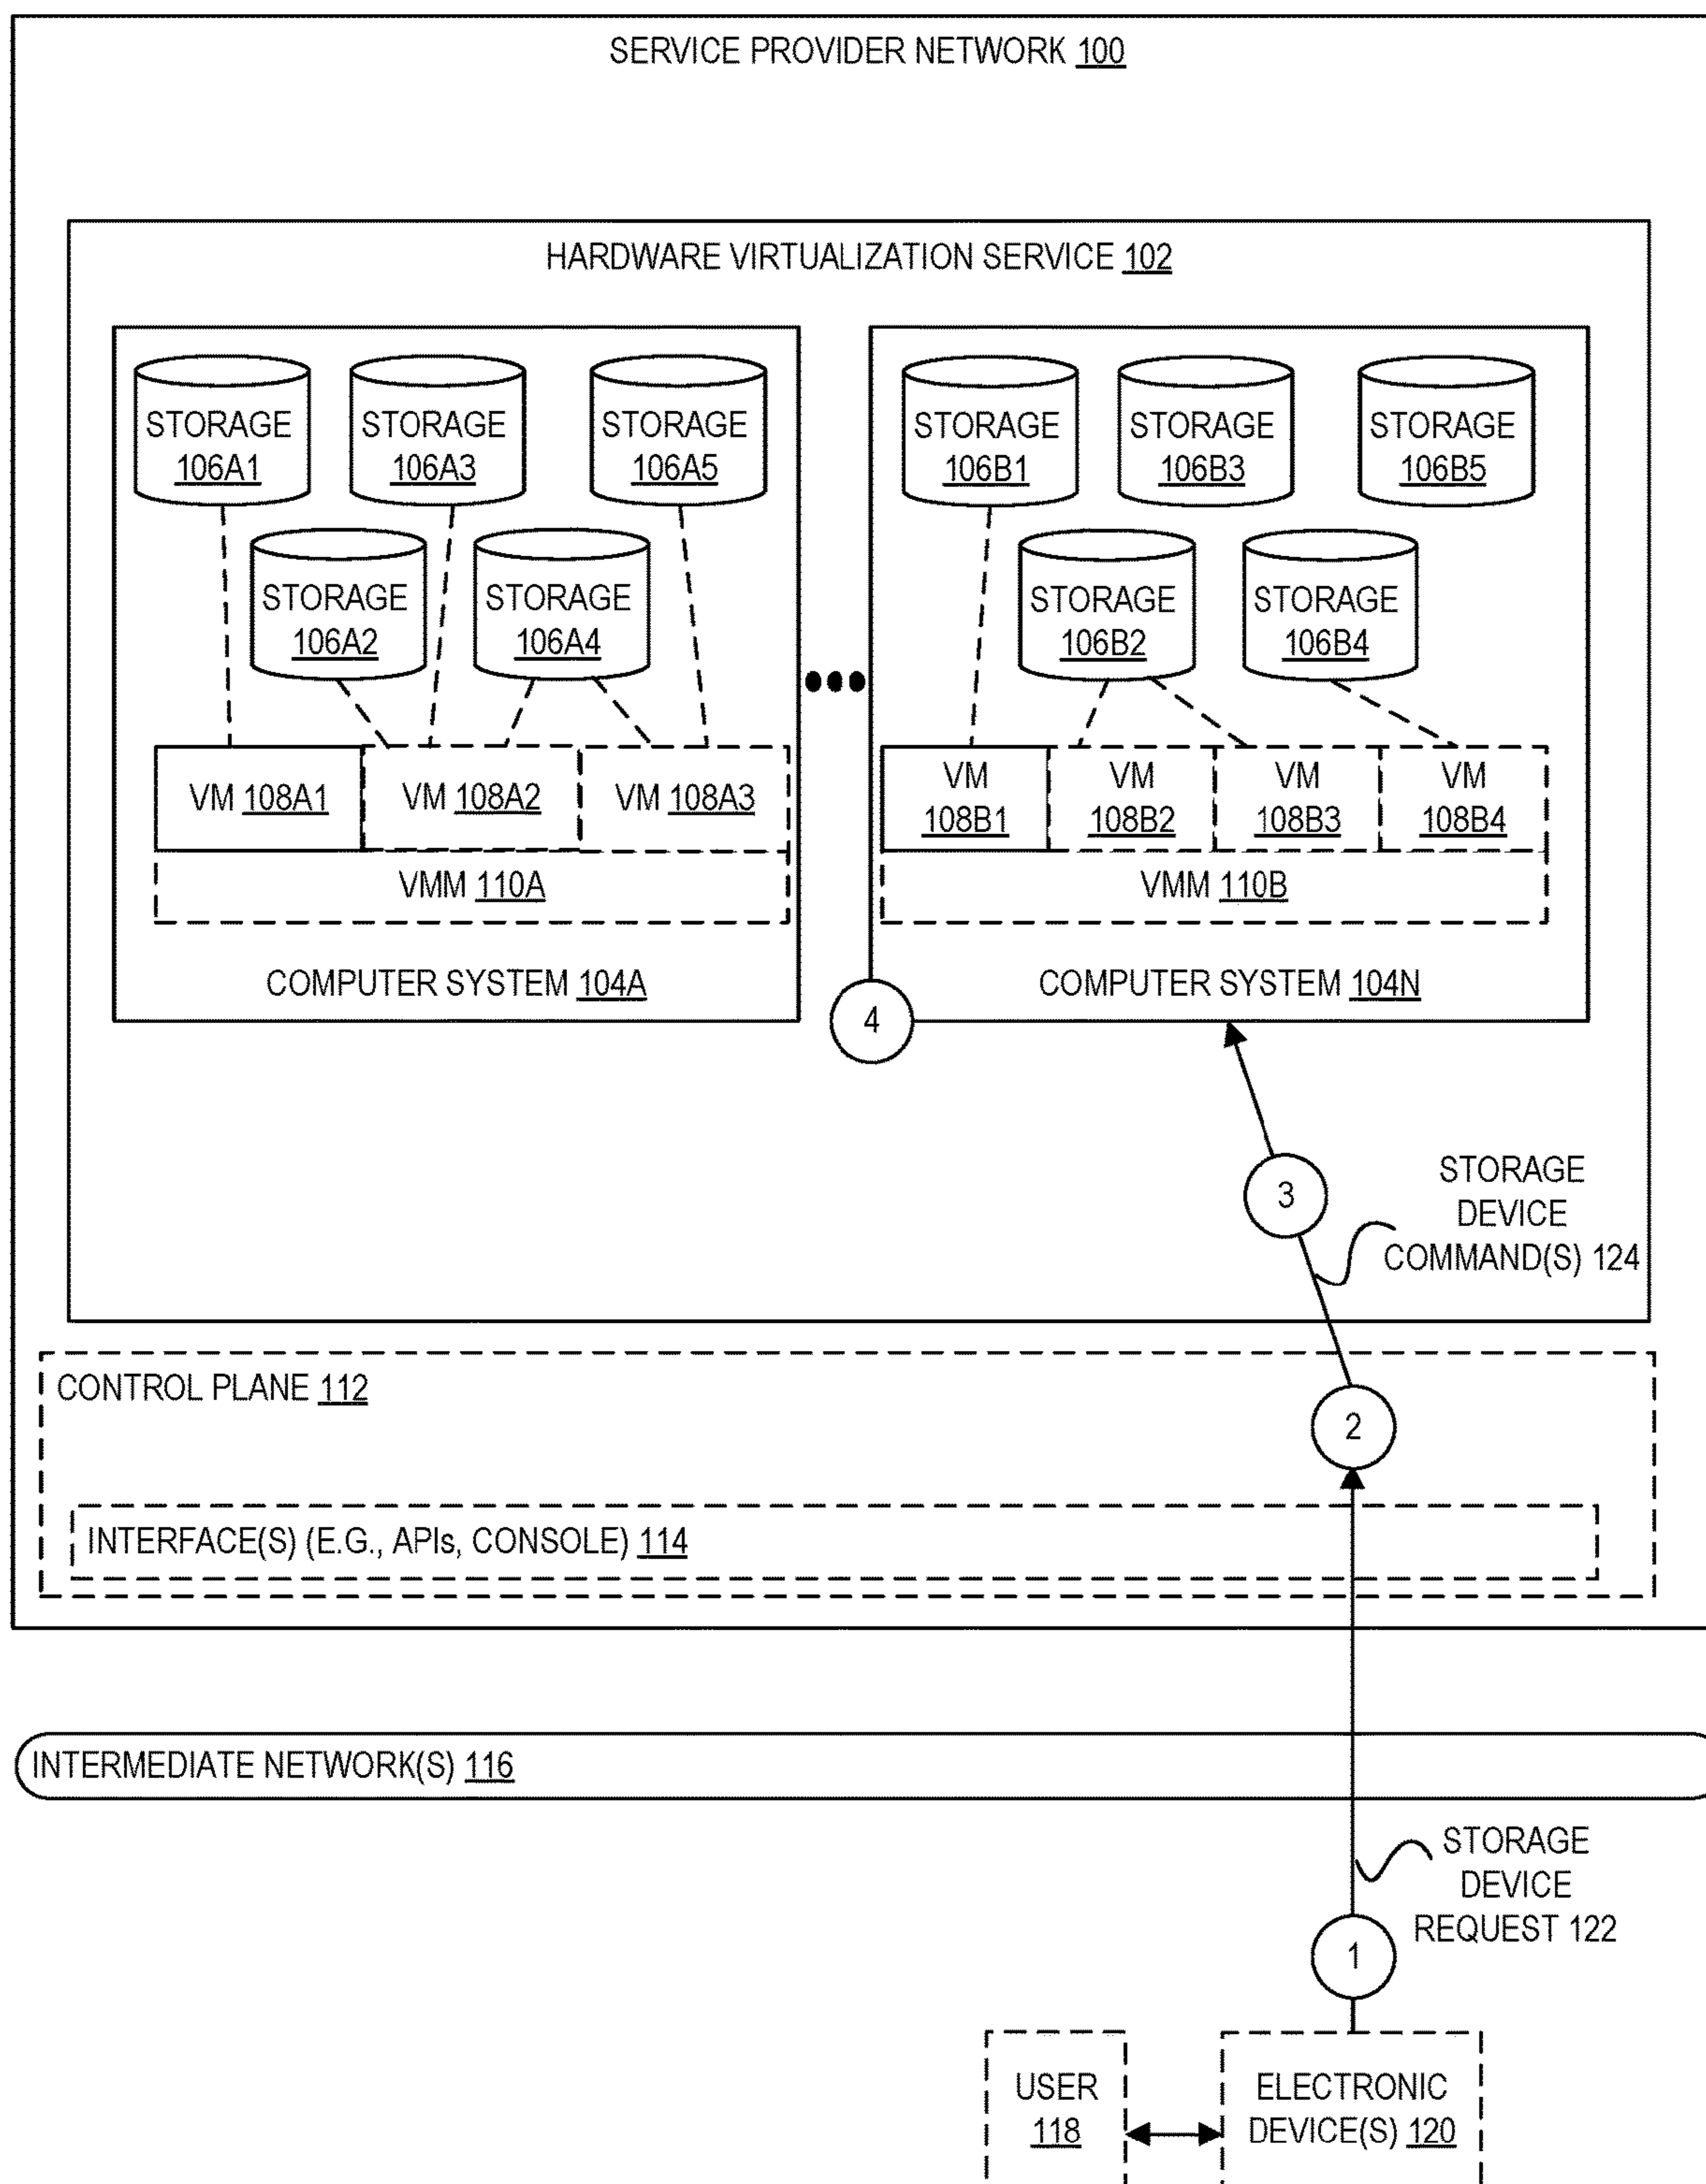 SERVICE PROVIDER NETWORK 100
HARDWARE VIRTUALIZATION SERVICE 102
STORAGE
106A1
STORAGE
106A3
STORAGE
106A5
STORAGE
106A2
STORAGE
106A4
VM 108A1
VM 108A2
VM 108A3
VMM 110A
COMPUTER SYSTEM 104A
STORAGE
106B1
STORAGE
106B3
STORAGE
106B5
STORAGE
106B2
STORAGE
106B4
VM
108B1
VM
108B2
VM
108B3
VM
108B4
VMM 110B
COMPUTER SYSTEM 104N
4
3
STORAGE
DEVICE
COMMAND(S) 124
CONTROL PLANE 112
2
INTERFACE(S) (E.G., APIs, CONSOLE) 114
INTERMEDIATE NETWORK(S) 116
STORAGE
DEVICE
REQUEST 122
1
USER
118
ELECTRONIC
DEVICE(S) 120